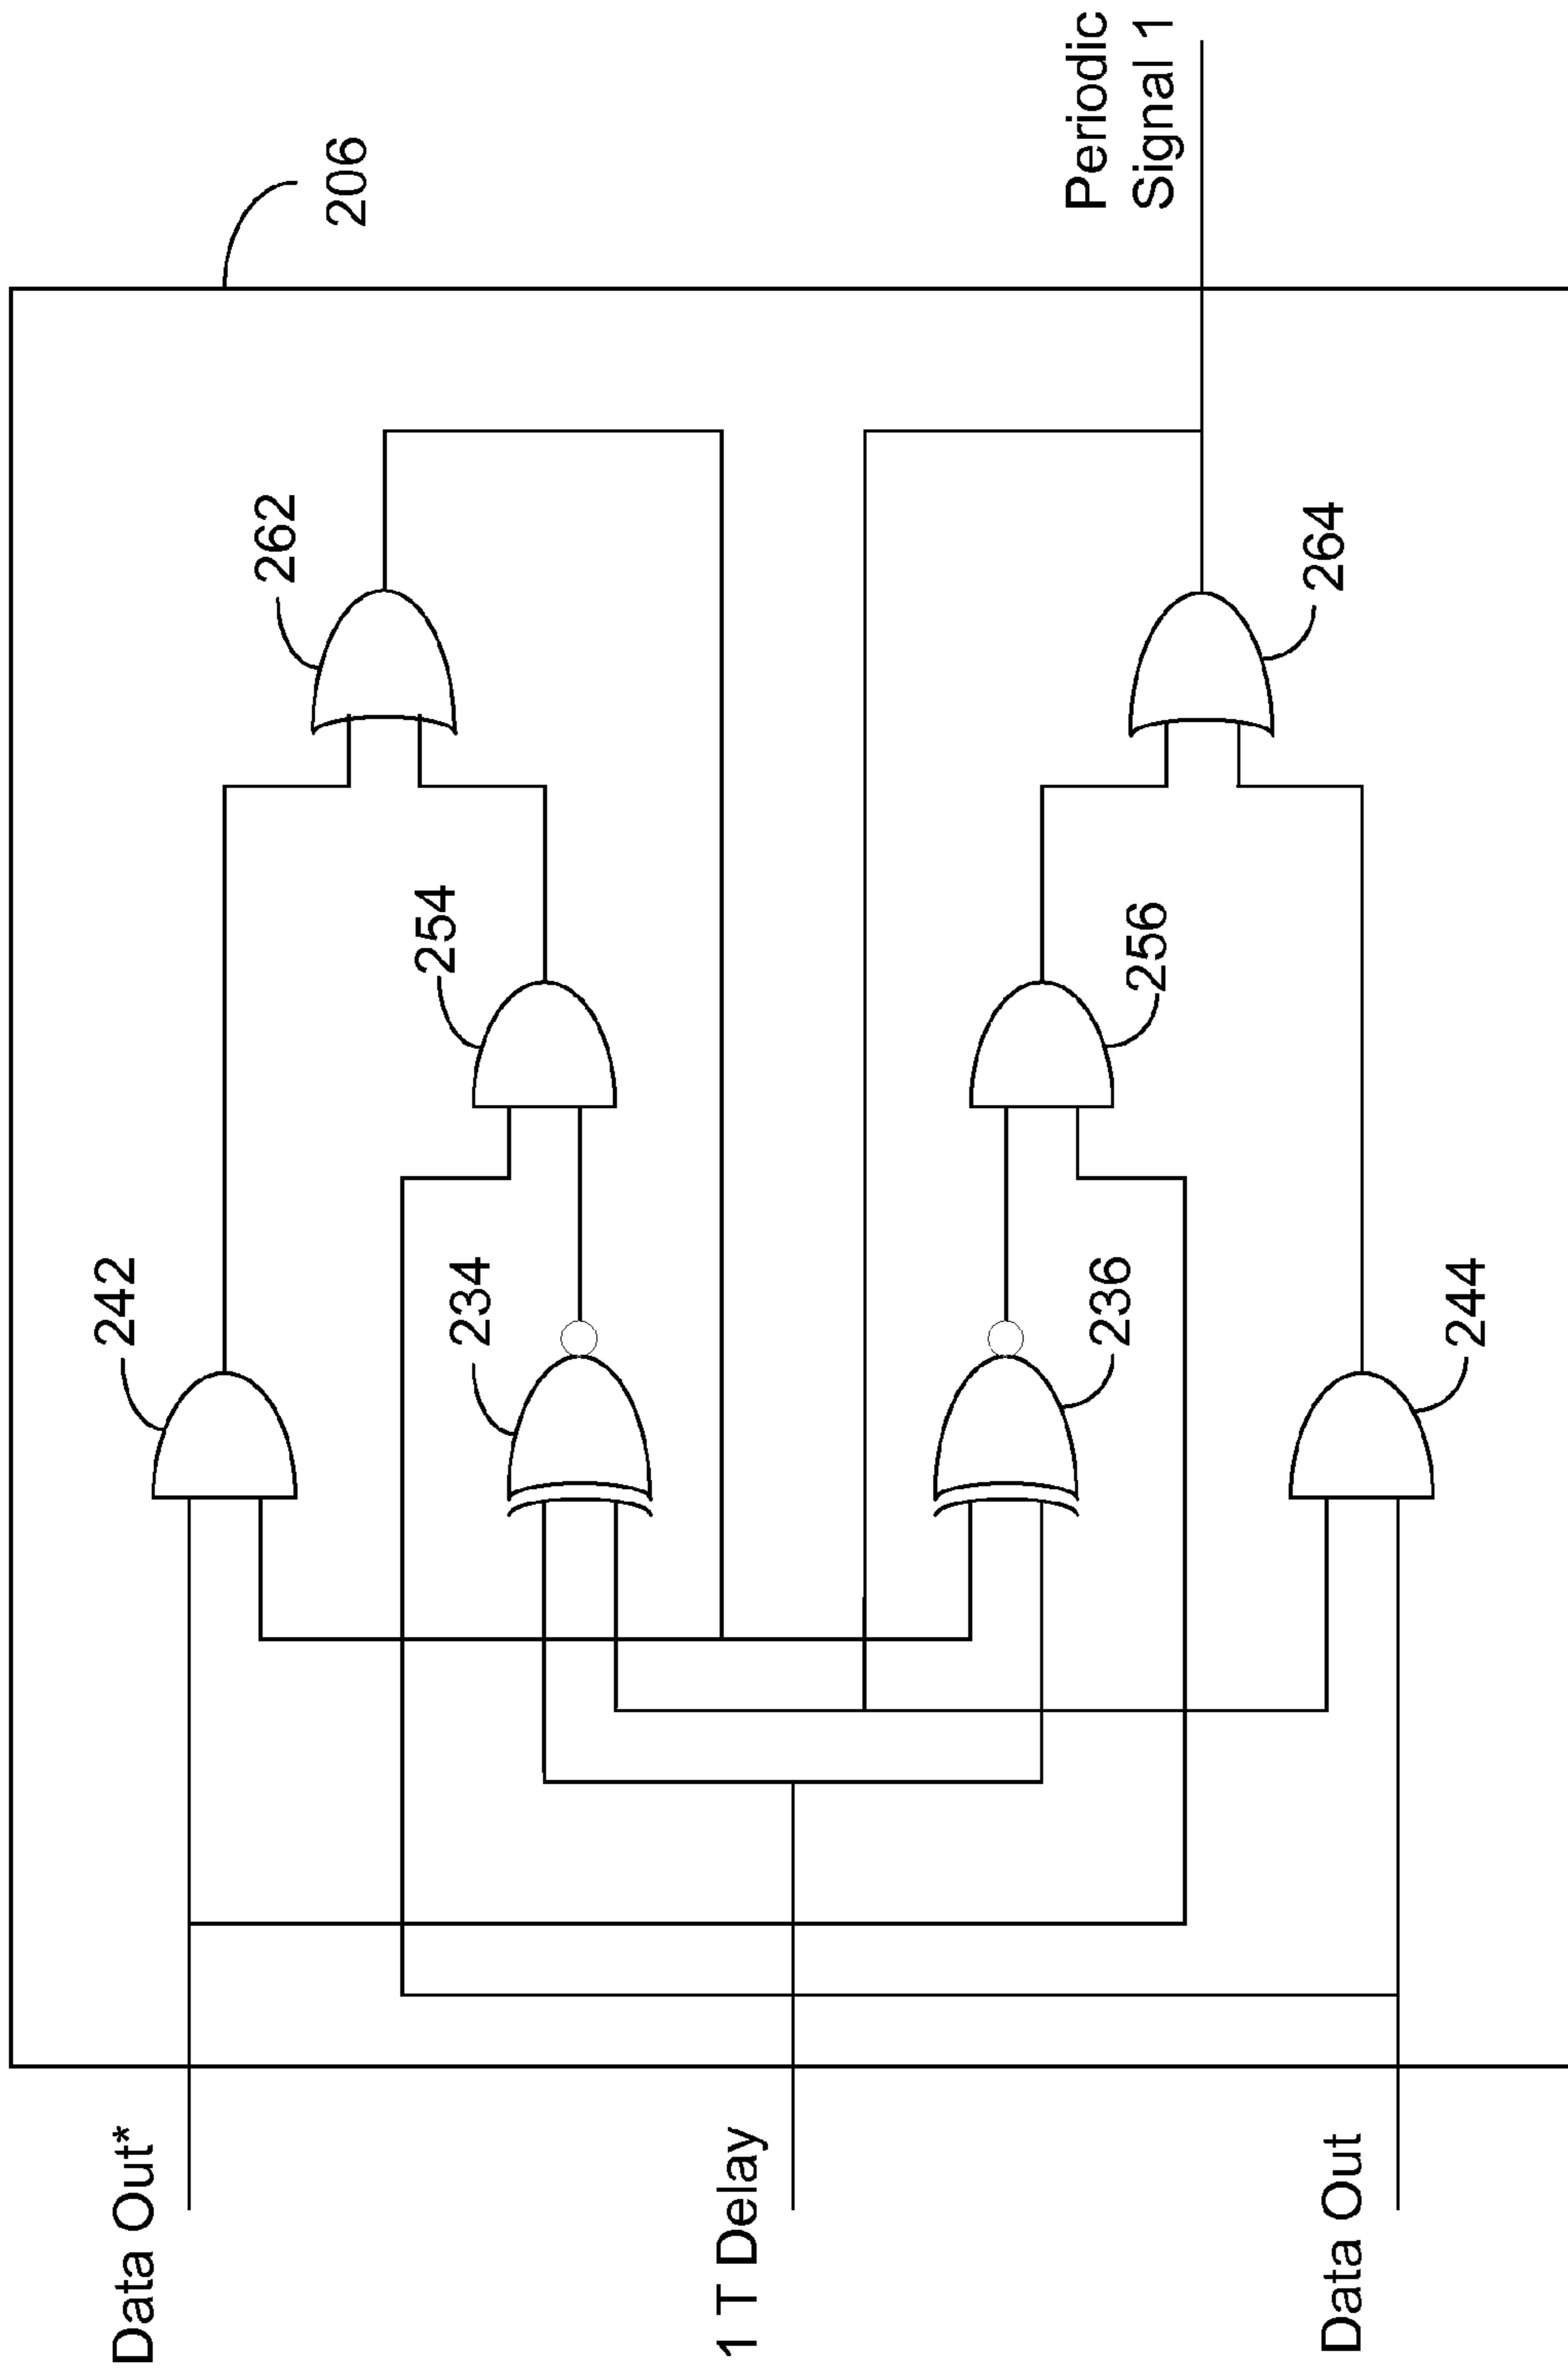 Data Out*
1 T Delay
Data Out
242
234
236
244
254
256
262
264
206
Periodic
Signal 1